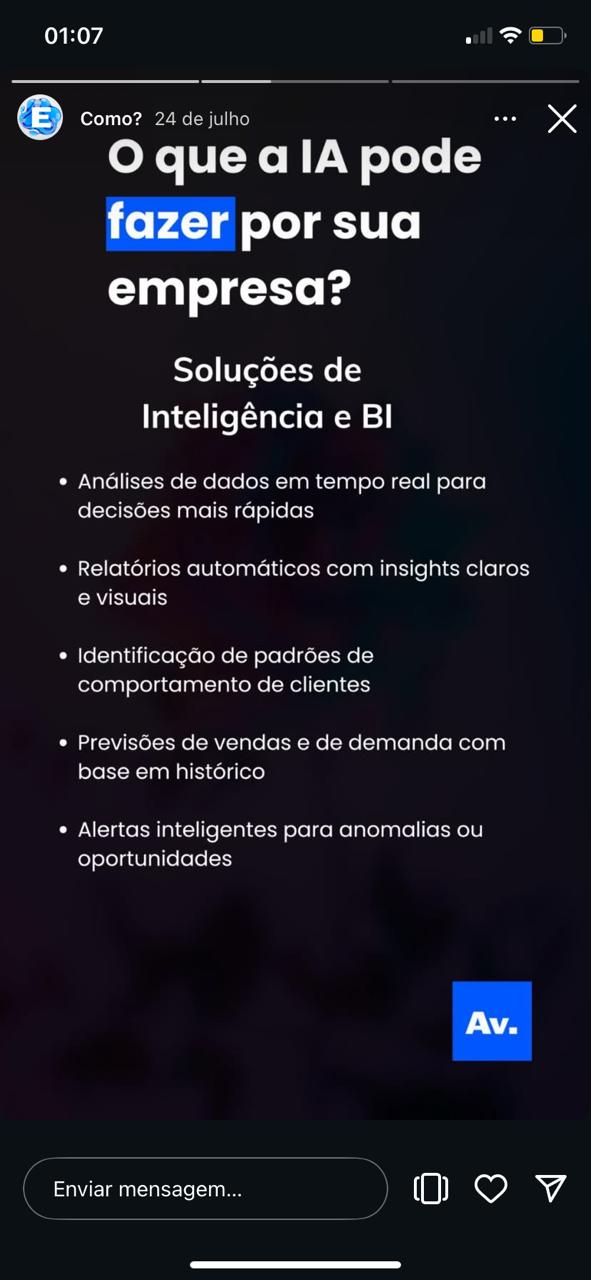 01:07
E
Como? 24 de julho
O que a IA pode
fazer por sua
empresa?
Soluções de
Inteligência e BI
• Análises de dados em tempo real para
decisões mais rápidas
• Relatórios automáticos com insights claros
e visuais
• Identificação de padrões de
comportamento de clientes
• Previsões de vendas e de demanda com
base em histórico
• Alertas inteligentes para anomalias ou
oportunidades
Av.
Enviar mensagem...